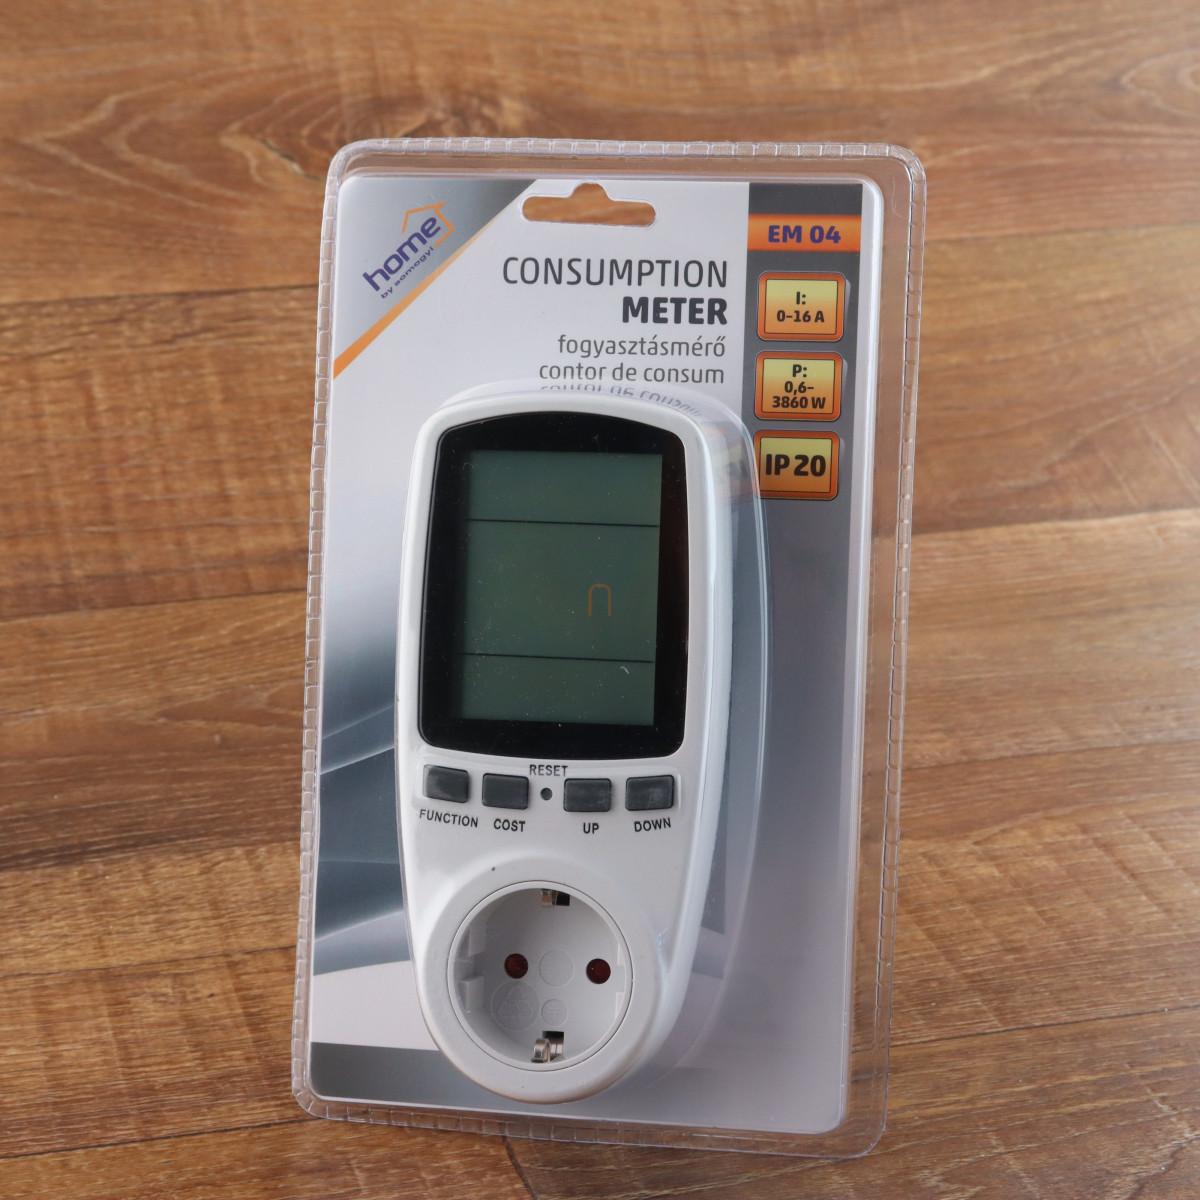 home
by somogyi
CONSUMPTION
METER
fogyasztásmérő
contor de consum
EM 04
I:
0-16 A
P:
0,6-
3860 W
IP 20
RESET
FUNCTION
COST
UP
DOWN